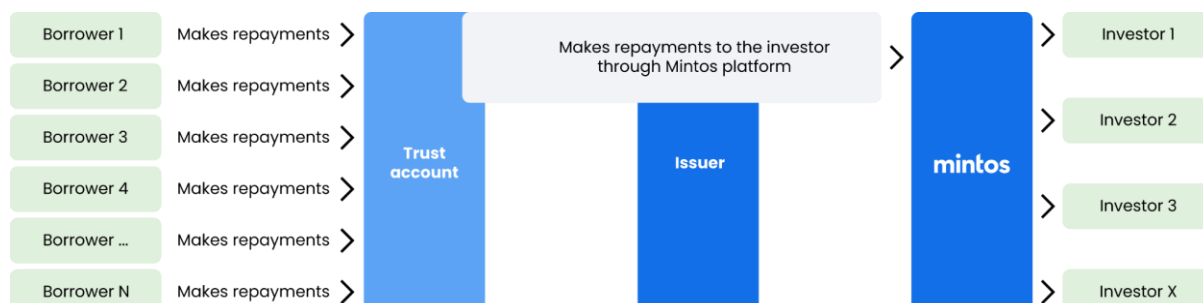 Borrower 1
Makes repayments
Borrower 2
Makes repayments
Borrower 3
Makes repayments
Borrower 4
Makes repayments
Borrower ...
Makes repayments
Borrower N
Makes repayments
Trust
account
Makes repayments to the investor
through Mintos platform
Issuer
mintos
Investor 1
Investor 2
Investor 3
Investor X